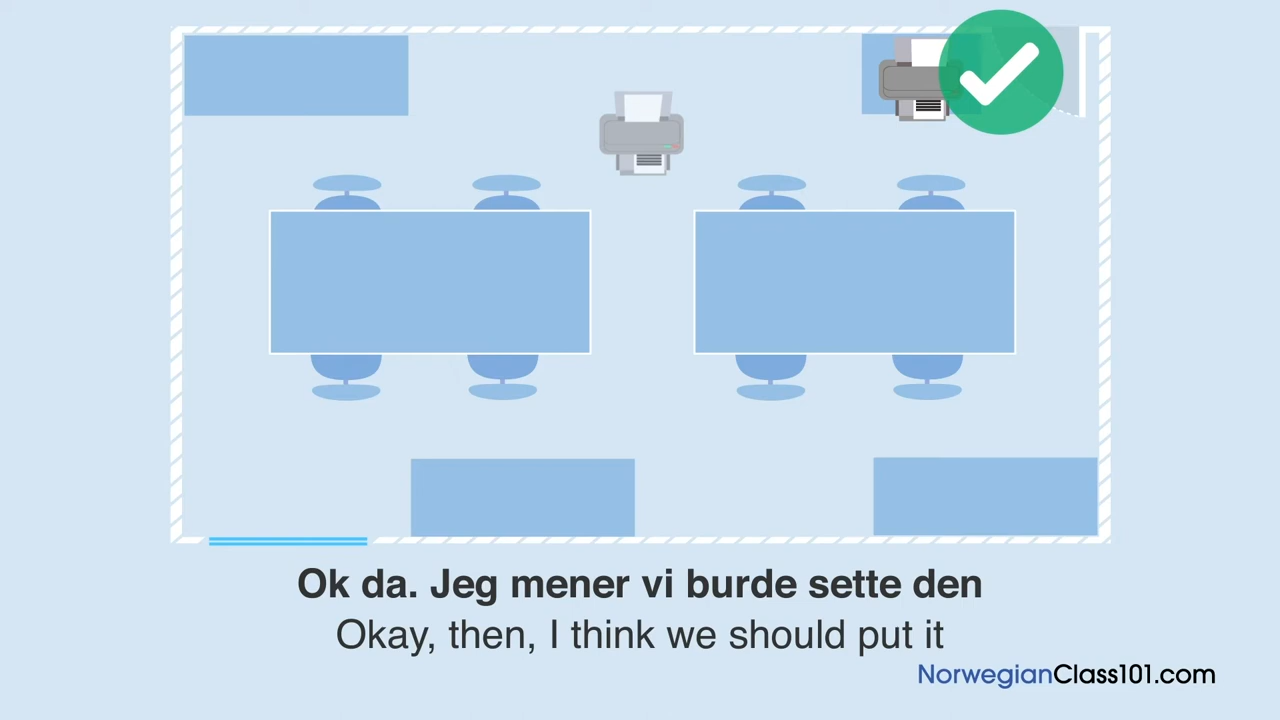 Ok da. Jeg mener vi burde sette den
Okay, then, I think we should put it
NorwegianClass101.com